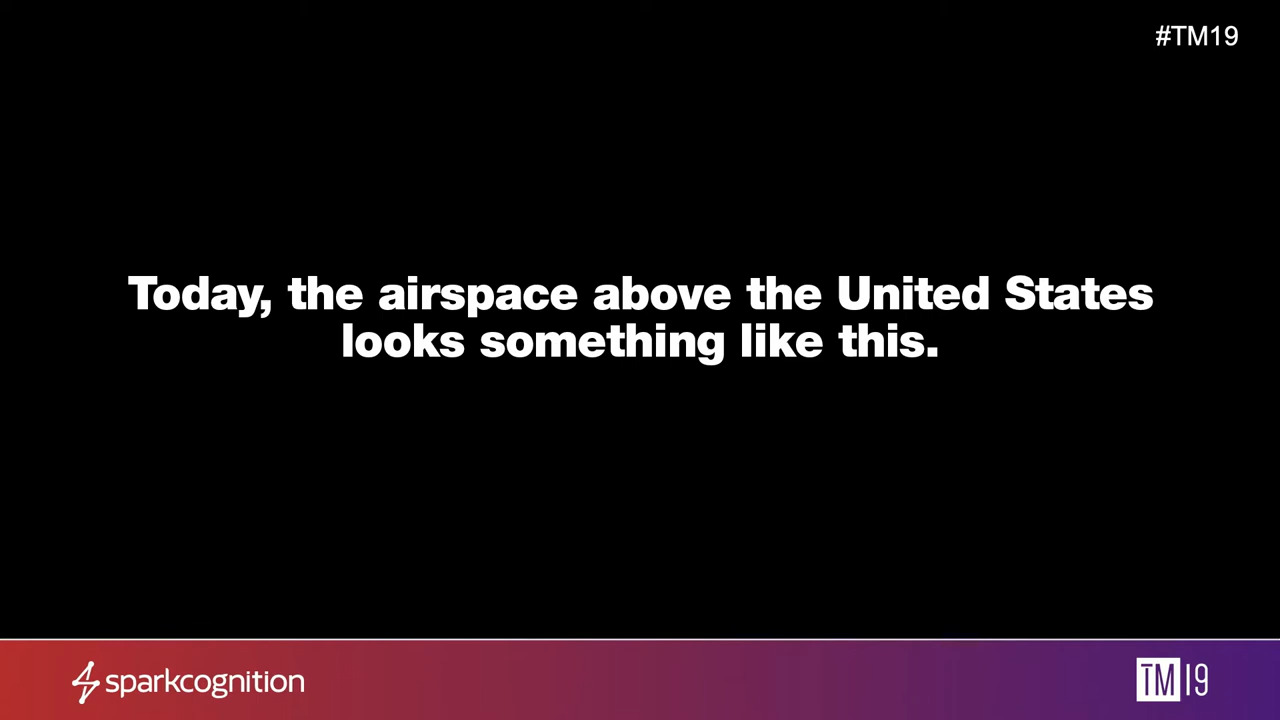 #TM19
Today, the airspace above the United States
looks something like this.
sparkcognition
TM19